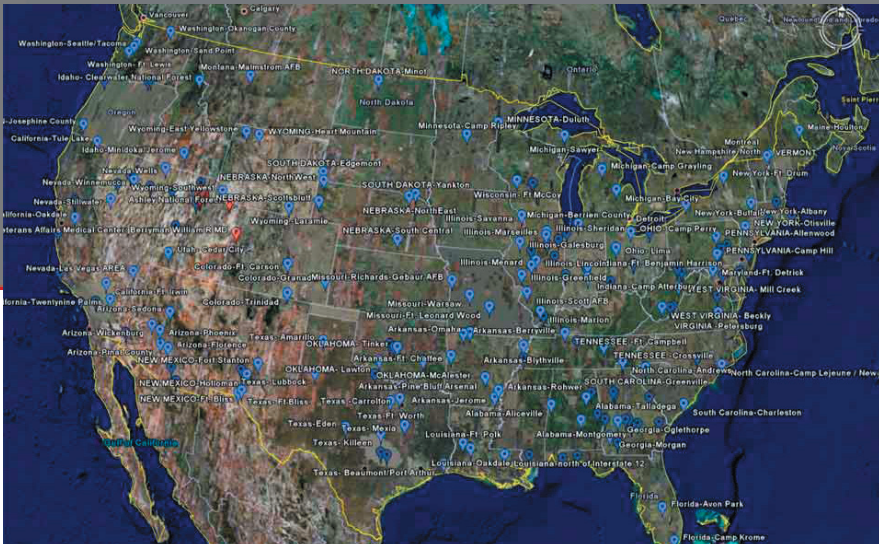 Vancouver
Calgary
Washington-Okanogan County
Quebec
Washington-Seattle/Tacoma
Washington-Sand Point
Washington-Ft. Lewis
Montana-Malmstrom AFB
NORTH DAKOTA-Minot
Ontario
Idaho- Clearwater National Forest
North Dakota
Saint Pierr
Oregon
-Josephine County
Wyoming-East Yellowstone
WYOMING-Heart Mountain
MINNESOTA-Duluth
Minnesota-Camp Ripley
Maine-Houlton
Montreal
California-Tule Lake
Michigan-Sawyer
New Hampshire/North
VERMONT
Nova Scotia
Idaho-Minidoka/Jerome
SOUTH DAKOTA-Edgemont
Michigan-Camp Grayling
New York-Ft. Drum
Nevada-Wells
NEBRASKA-NorthWest
Nevada-Winnemucca
Wyoming-Southwest
SOUTH DAKOTA-Yankton
Wisconsin- Ft McCoy
Michigan-Bay City
Ashley National Forest
NEBRASKA-Scottsbluff
Nevada-Stillwater
NEBRASKA-NorthEast
Illinois-Savanna
Michigan-Berrien County
Detroit
New York-Buffalo
New York-Albany
alifornia-Oakdale
Wyoming-Laramie
NEW YORK-Otisville
eterans Affairs Medical Center
Berryman William R MD
NEBRASKA-South Central
Illinois-Marseilles
Illinois-Sheridan
OHIO-Camp Perry
PENNSYLVANIA-Allenwood
Utah-Cedar City
Illinois-Galesburg
Ohio-Lima
PENNSYLVANIA-Camp Hill
Colorado-Ft. Carson
Illinois-Menard
Illinois-Lincoln
Indiana-Ft. Benjamin Harrison
Nevada-Las Vegas AREA
Colorado-Granad
Missouri-Richards-Gebaur AFB
Illinois-Greenfield
Maryland-Ft. Detrick
California-Ft Irwin
Indiana-Camp Atterbury
WEST VIRGINIA- Mill Creek
alifornia-Twentynine Palms
Colorado-Trinidad
Missouri-Warsaw
Illinois-Scott AFB
Arizona-Sedona
Missouri-Ft. Leonard Wood
Illinois-Marion
WEST VIRGINIA- Beckly
VIRGINIA-Petersburg
Arizona-Wickenburg
Arizona-Phoenix
Texas- Amarillo
Arkansas-Omaha
Arkansas-Berryville
Arizona-Florence
OKLAHOMA- Tinker
TENNESSEE -Ft Campbell
Arizona-Pinal County
NEW MEXICO-Fort Stanton
Arkansas-Ft. Chaffee
Arkansas-Blythville
TENNESSEE-Crossville
OKLAHOMA- Lawton
OKLAHOMA-McAlester
North Carolina-Andrews
North Carolina-Camp Lejeune / New
NEW MEXICO-Holloman
Texas- Lubbock
Arkansas-Pine Bluff Arsenal
Arkansas-Rohwer
SOUTH CAROLINA-Greenville
NEW MEXICO-Ft. Bliss
Texas -Ft Bliss
Texas-Carrolton
Arkansas-Jerome
Alabama-Talladega
Texas-Ft Worth
Alabama-Aliceville
South Carolina-Charleston
Gulf of California
Texas-Eden
Texas- Mexia
Louisiana-Ft. Polk
Alabama-Montgomery
Georgia-Oglethorpe
Texas-Killeen
Georgia-Morgan
Texas- Beaumont/Port Arthur
Louisiana-Oakdale
Louisiana-north of Interstate 12
Florida
Florida-Avon Park
Florida-Camp Krome